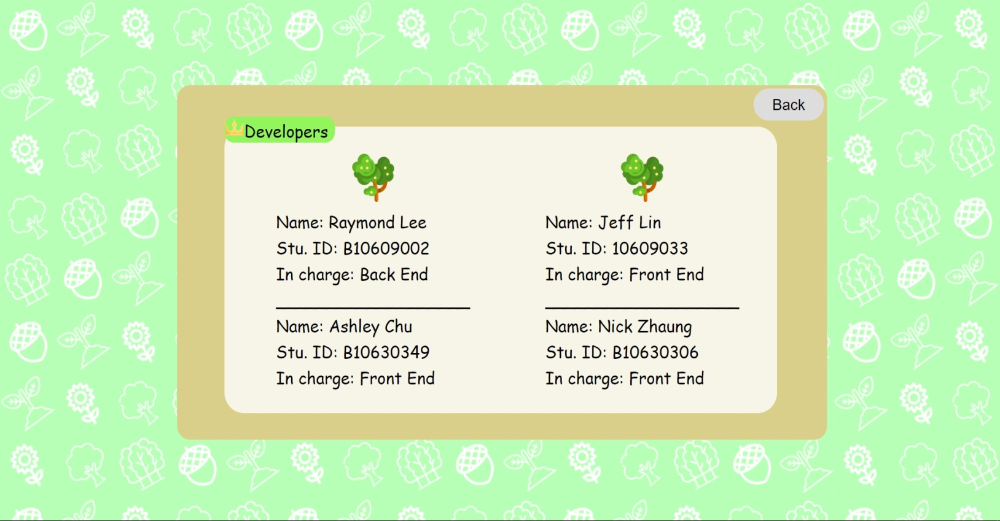 Back
Developers
Name: Raymond Lee
Stu. ID: B10609002
In charge: Back End
Name: Ashley Chu
Stu. ID: B10630349
In charge: Front End
Name: Jeff Lin
Stu. ID: 10609033
In charge: Front End
Name: Nick Zhaung
Stu. ID: B10630306
In charge: Front End